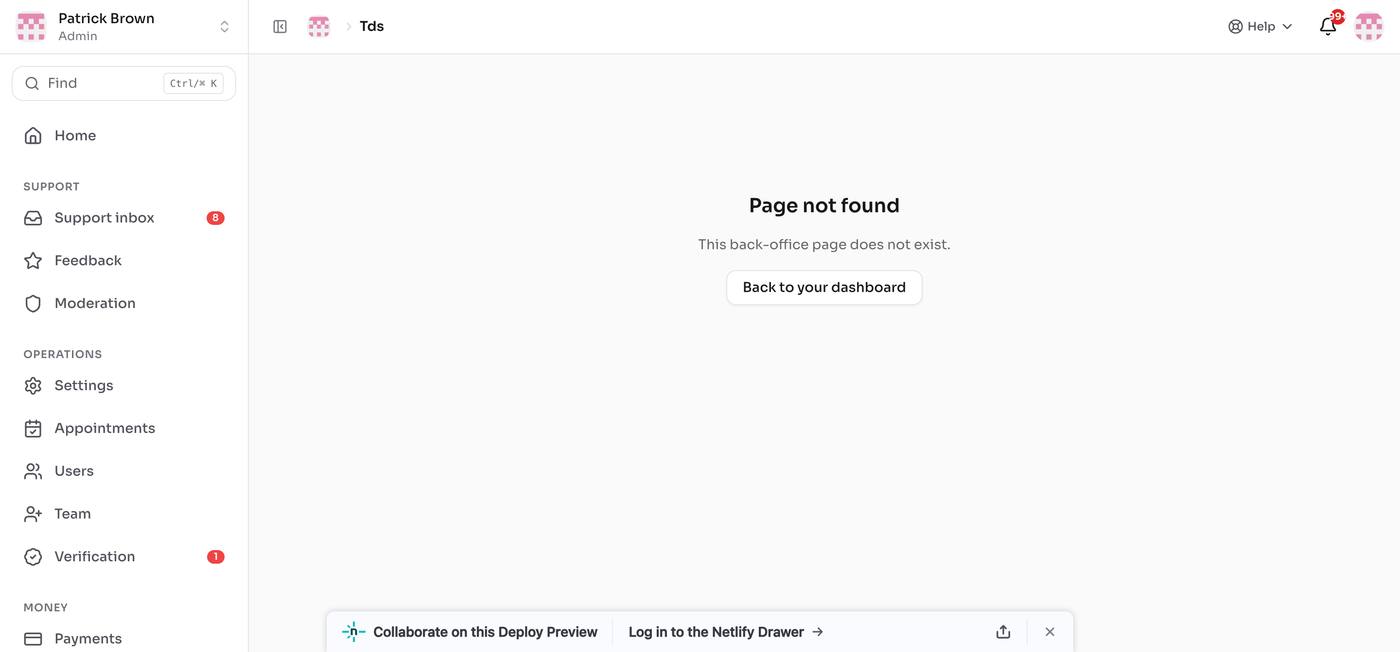 Patrick Brown
Admin
Tds
Help
99+
Find
Ctrl/⌘ K
Home
SUPPORT
Support inbox 8
Feedback
Moderation
OPERATIONS
Settings
Appointments
Users
Team
Verification 1
MONEY
Payments
Page not found
This back-office page does not exist.
Back to your dashboard
Collaborate on this Deploy Preview
Log in to the Netlify Drawer →